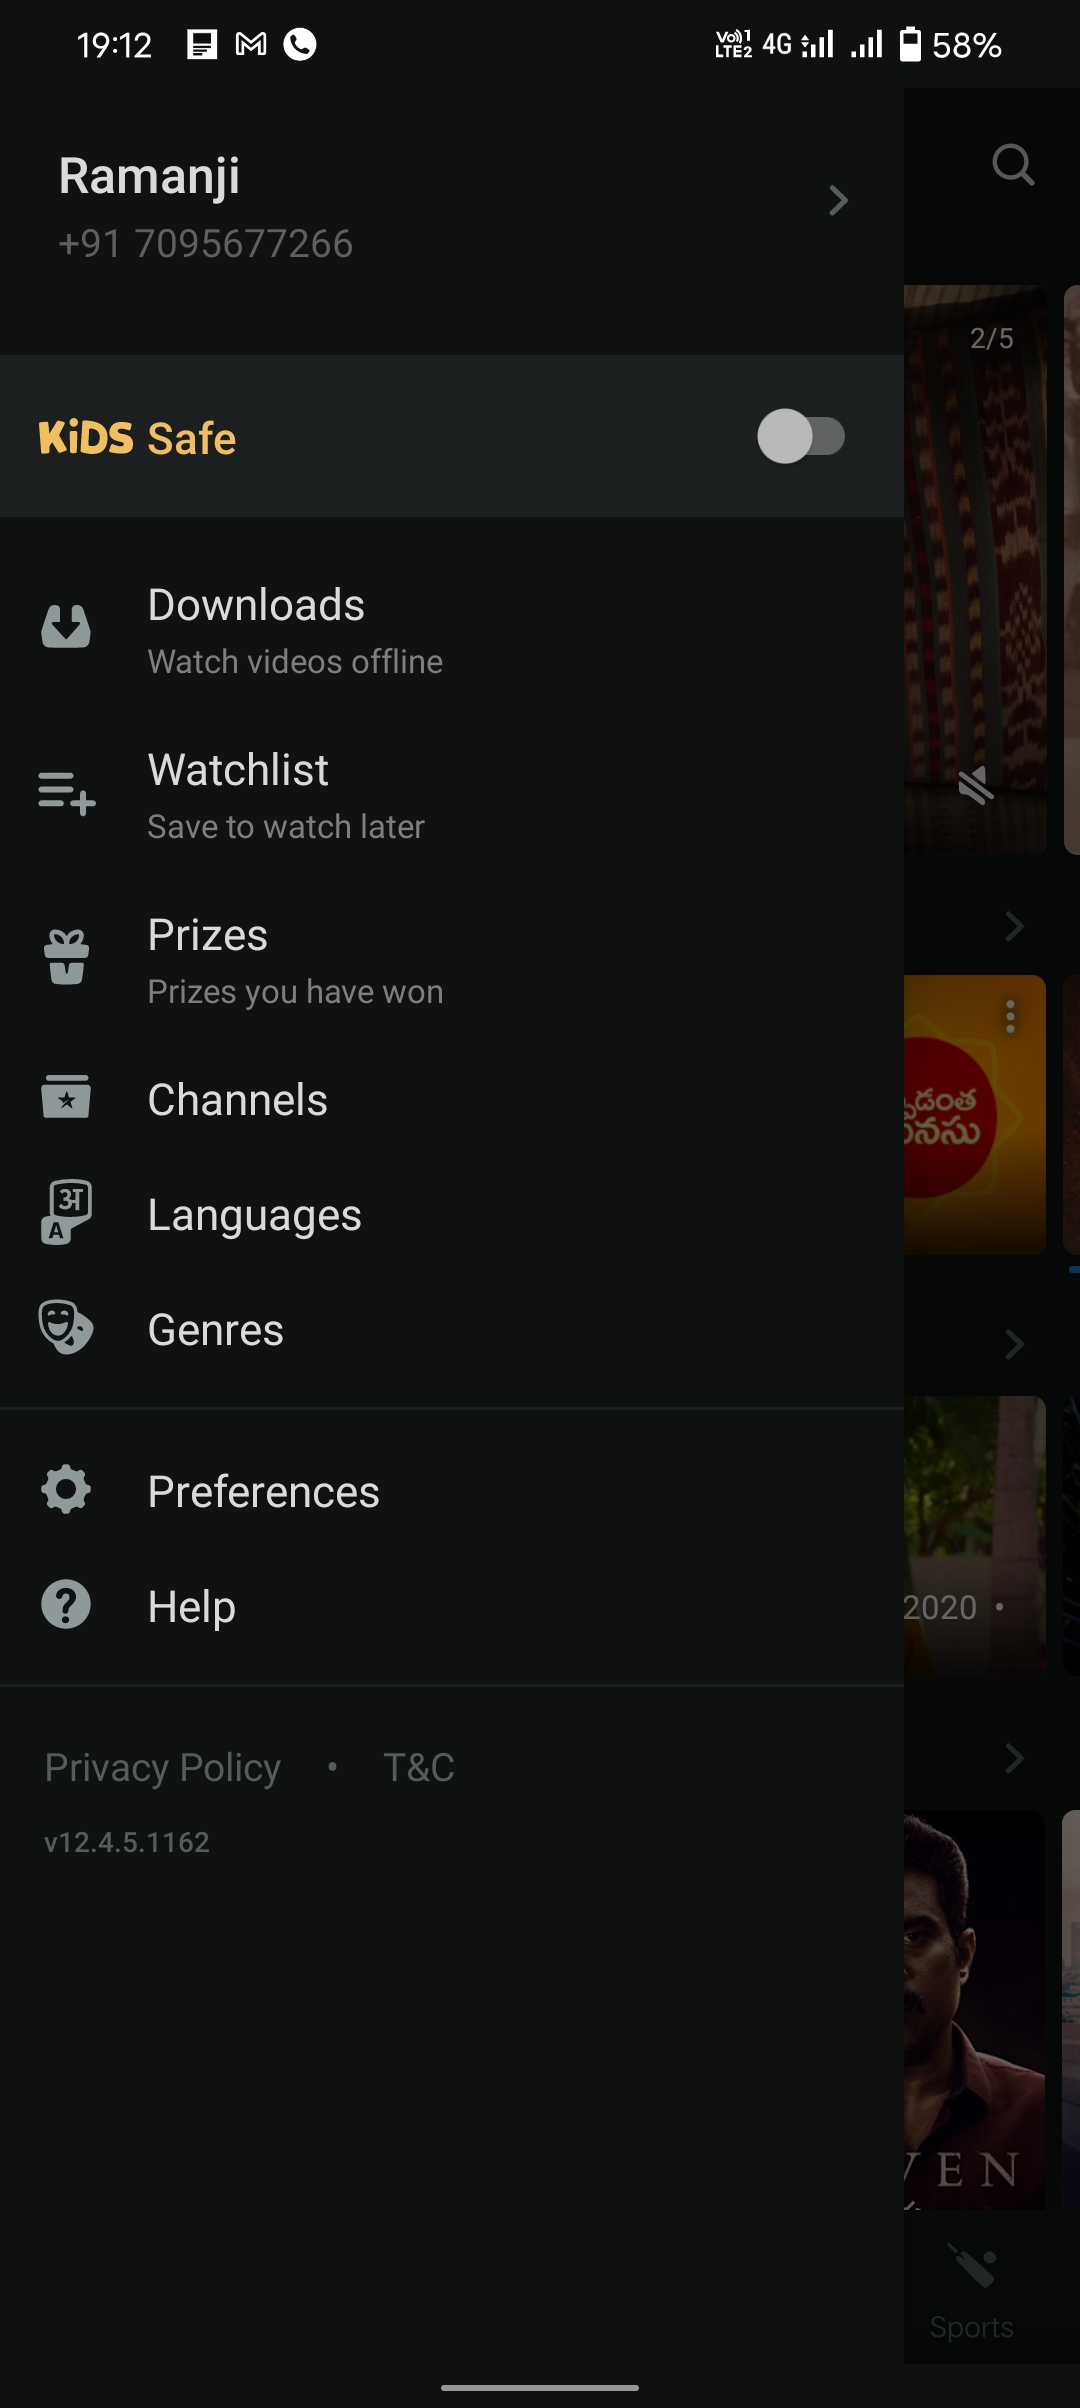 19:12
Vo)) 1 LTE2 4G 58%
Ramanji
+91 7095677266
2/5
KiDS Safe
Downloads
Watch videos offline
Watchlist
Save to watch later
Prizes
Prizes you have won
Channels
Languages
Genres
2020 •
Preferences
Help
Privacy Policy • T&C
v12.4.5.1162
VEN
Sports